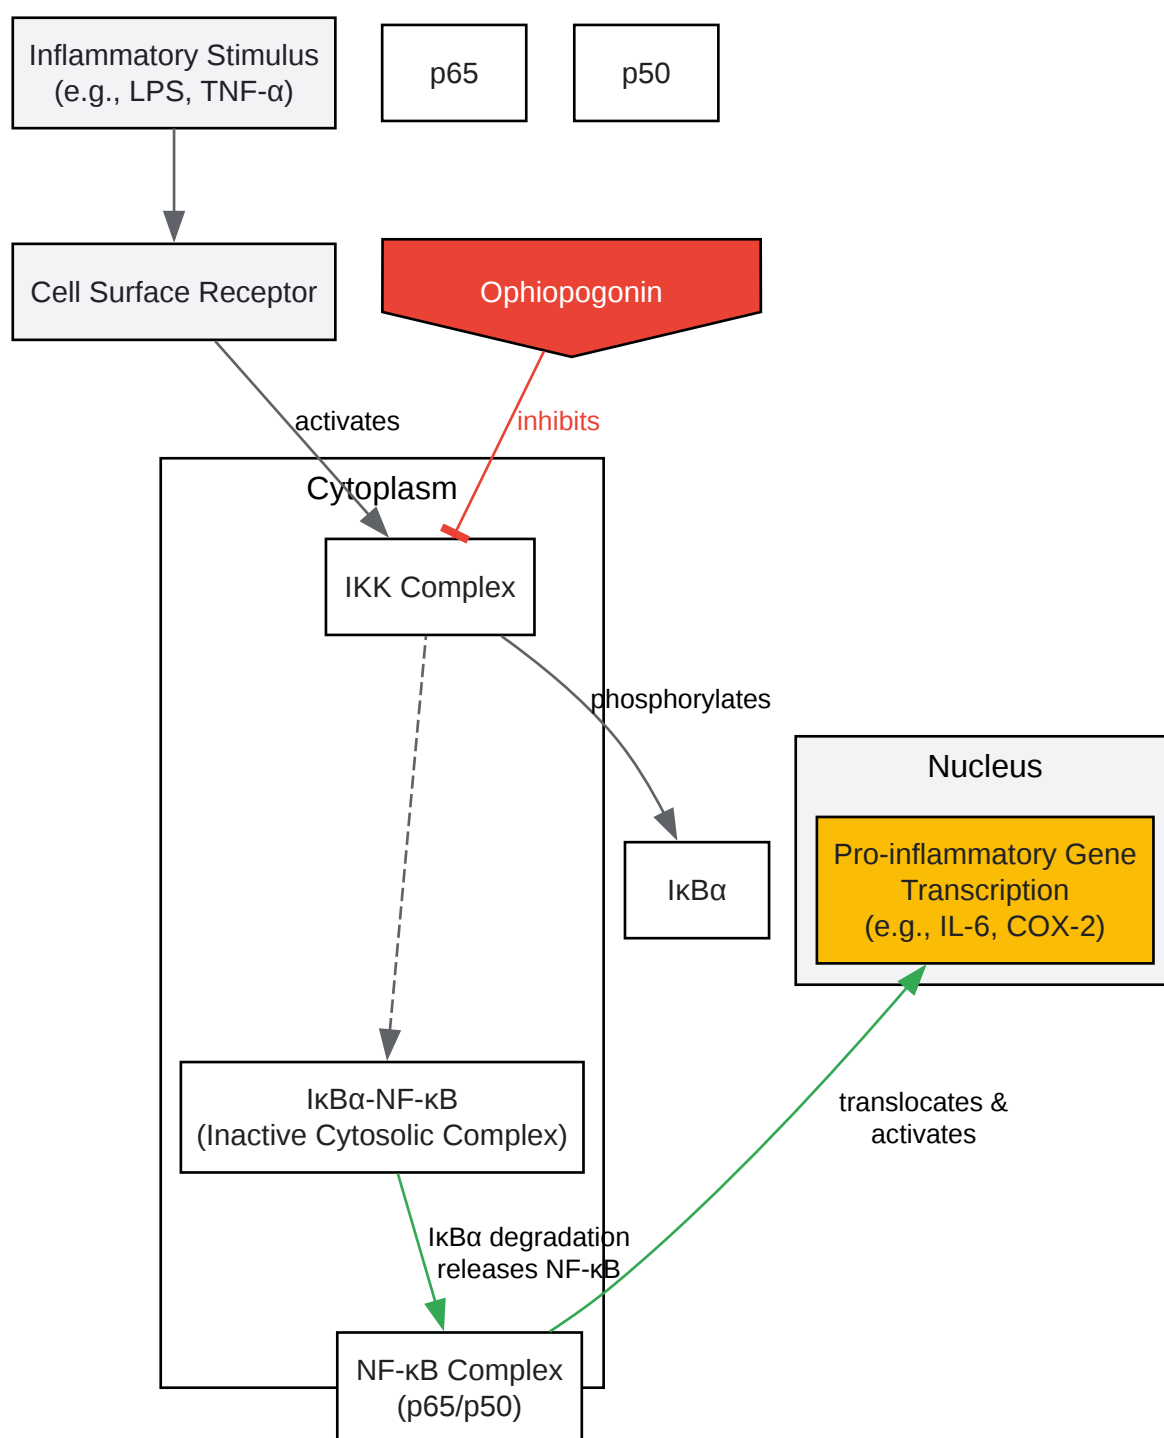 Inflammatory Stimulus
(e.g., LPS, TNF-α)
p65
p50
Cell Surface Receptor
Ophiopogonin
activates
inhibits
Cytoplasm
IKK Complex
phosphorylates
Nucleus
Pro-inflammatory Gene
Transcription
(e.g., IL-6, COX-2)
IκBα
IκBα-NF-κB
(Inactive Cytosolic Complex)
translocates &
activates
IκBα degradation
releases NF-κB
NF-κB Complex
(p65/p50)